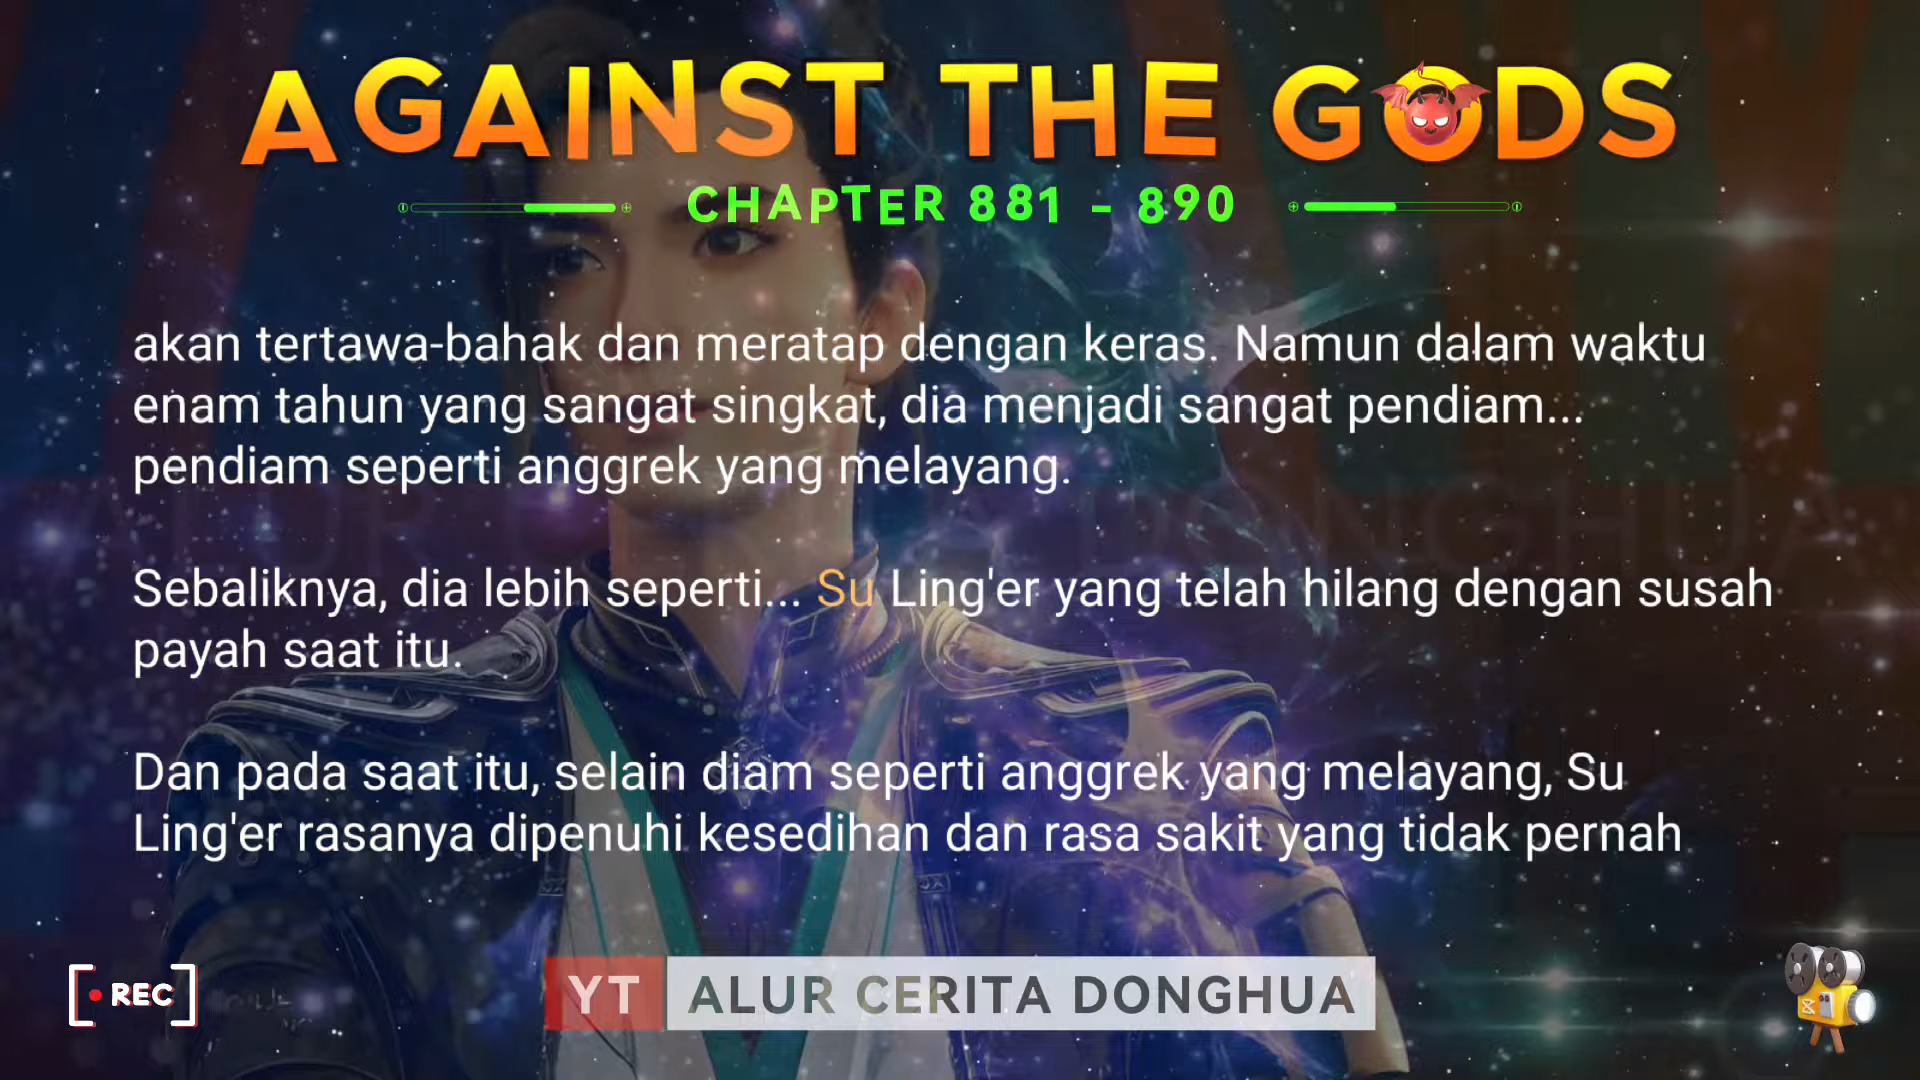 AGAINST THE GODS
CHAPTER 881 - 890
akan tertawa-bahak dan meratap dengan keras. Namun dalam waktu
enam tahun yang sangat singkat, dia menjadi sangat pendiam...
pendiam seperti anggrek yang melayang.
Sebaliknya, dia lebih seperti... Su Ling'er yang telah hilang dengan susah
payah saat itu.
Dan pada saat itu, selain diam seperti anggrek yang melayang, Su
Ling'er rasanya dipenuhi kesedihan dan rasa sakit yang tidak pernah
REC
YT ALUR CERITA DONGHUA
ALUR CERITA DONGHUA